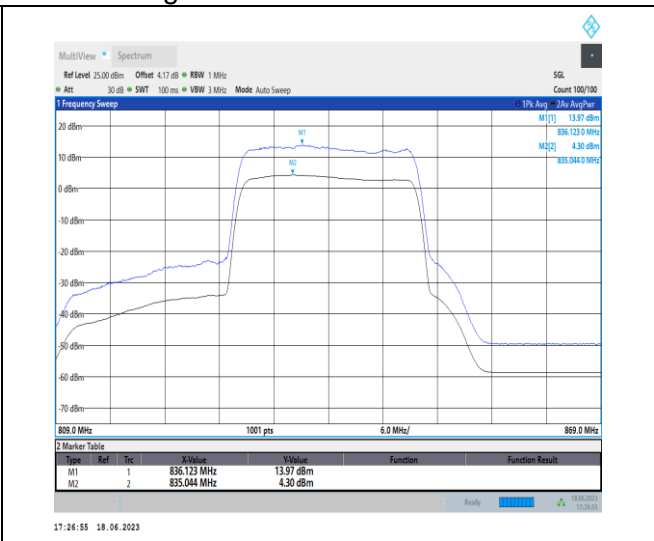 MultiView Spectrum
Ref Level 25.00 dBm Offset 4.17 dB RBW 1 MHz SGL
Att 30 dB SWT 100 ms VBW 3 MHz Mode Auto Sweep Count 100/100
1 Frequency Sweep 1Pk Avg 2Av AvgPwr
M1[1] 13.97 dBm
836.123 0 MHz
M2[2] 4.30 dBm
835.044 0 MHz
20 dBm
M1
10 dBm
M2
0 dBm
-10 dBm
-20 dBm
-30 dBm
-40 dBm
-50 dBm
-60 dBm
-70 dBm
809.0 MHz 1001 pts 6.0 MHz/ 869.0 MHz
2 Marker Table
Type Ref Trc X-Value Y-Value Function Function Result
M1 1 836.123 MHz 13.97 dBm
M2 2 835.044 MHz 4.30 dBm
Ready 18.06.2023
17:26:55
17:26:55 18.06.2023